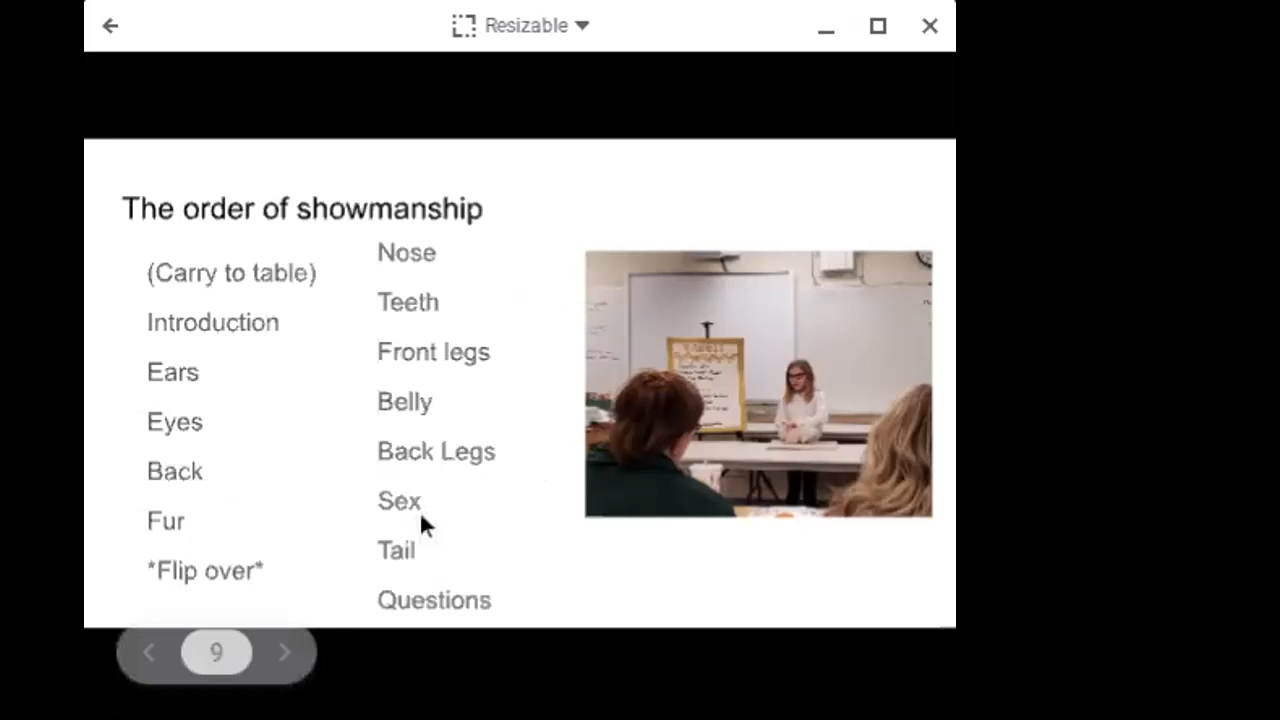 Resizable
The order of showmanship
(Carry to table)
Introduction
Ears
Eyes
Back
Fur
*Flip over*
Nose
Teeth
Front legs
Belly
Back Legs
Sex
Tail
Questions
9